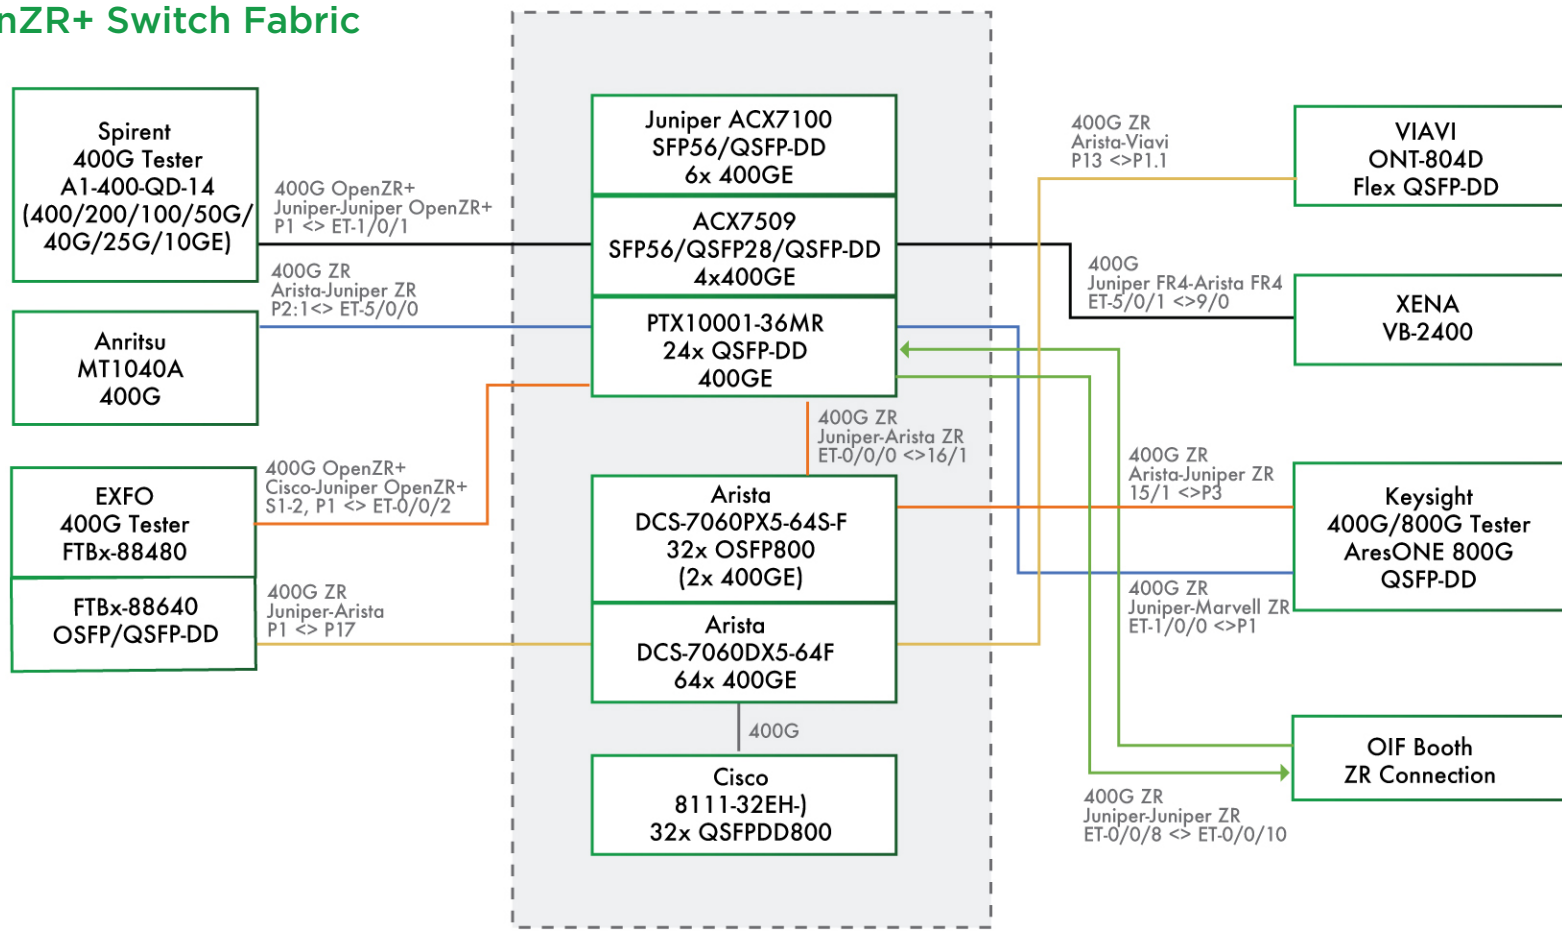 nZR+ Switch Fabric
Spirent
400G Tester
A1-400-QD-14
(400/200/100/50G/
40G/25G/10GE)
400G OpenZR+
Juniper-Juniper OpenZR+
P1 <> ET-1/0/1
400G ZR
Arista-Juniper ZR
P2:1<> ET-5/0/0
Anritsu
MT1040A
400G
EXFO
400G Tester
FTBx-88480
400G OpenZR+
Cisco-Juniper OpenZR+
S1-2, P1 <> ET-0/0/2
FTBx-88640
OSFP/QSFP-DD
400G ZR
Juniper-Arista
P1 <> P17
Juniper ACX7100
SFP56/QSFP-DD
6x 400GE
ACX7509
SFP56/QSFP28/QSFP-DD
4x400GE
PTX10001-36MR
24x QSFP-DD
400GE
400G ZR
Juniper-Arista ZR
ET-0/0/0 <>16/1
Arista
DCS-7060PX5-64S-F
32x OSFP800
(2x 400GE)
Arista
DCS-7060DX5-64F
64x 400GE
400G
Cisco
8111-32EH-)
32x QSFPDD800
400G ZR
Arista-Viavi
P13 <>P1.1
VIAVI
ONT-804D
Flex QSFP-DD
400G
Juniper FR4-Arista FR4
ET-5/0/1 <>9/0
XENA
VB-2400
400G ZR
Arista-Juniper ZR
15/1 <>P3
Keysight
400G/800G Tester
AresONE 800G
QSFP-DD
400G ZR
Juniper-Marvell ZR
ET-1/0/0 <>P1
OIF Booth
ZR Connection
400G ZR
Juniper-Juniper ZR
ET-0/0/8 <> ET-0/0/10